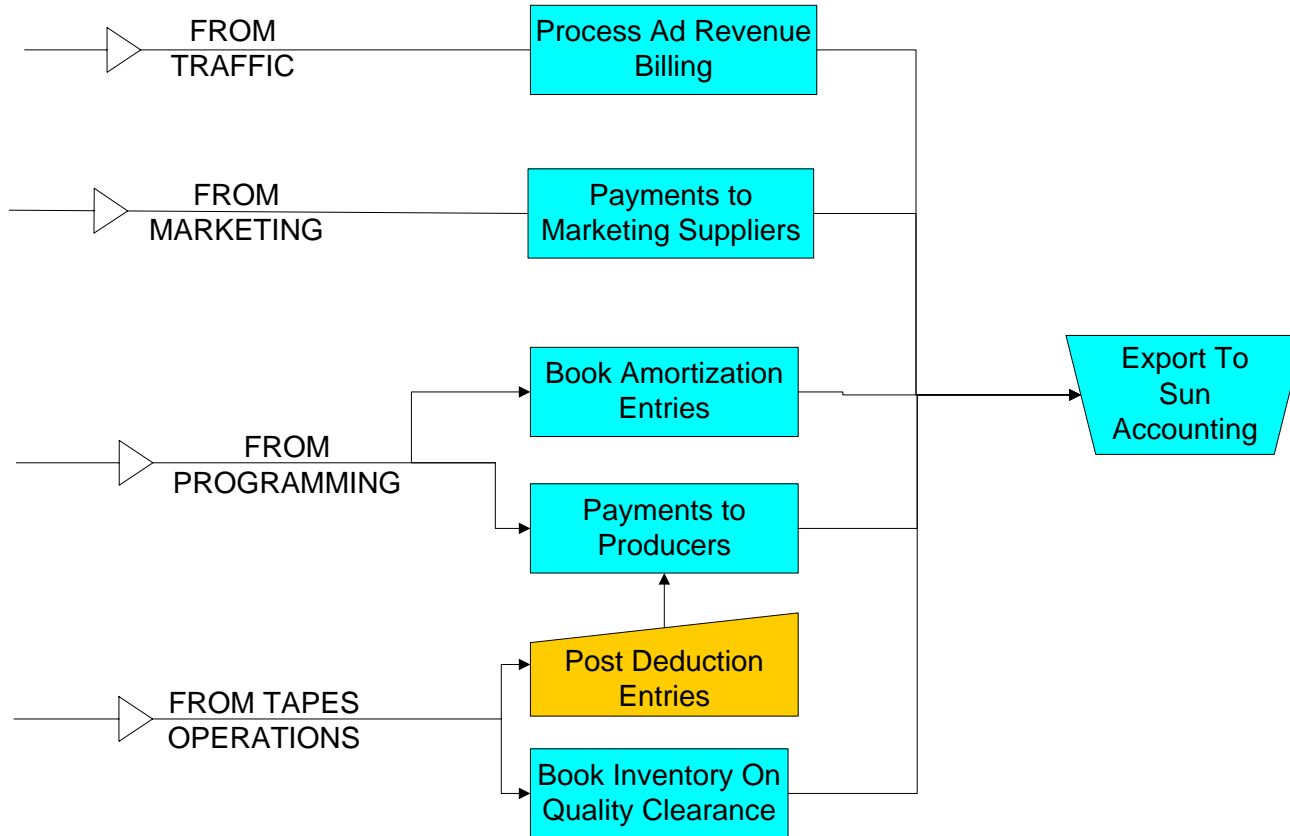 FROM
TRAFFIC
Process Ad Revenue
Billing
FROM
MARKETING
Payments to
Marketing Suppliers
Book Amortization
Entries
Export To
Sun
Accounting
FROM
PROGRAMMING
Payments to
Producers
Post Deduction
Entries
FROM TAPES
OPERATIONS
Book Inventory On
Quality Clearance